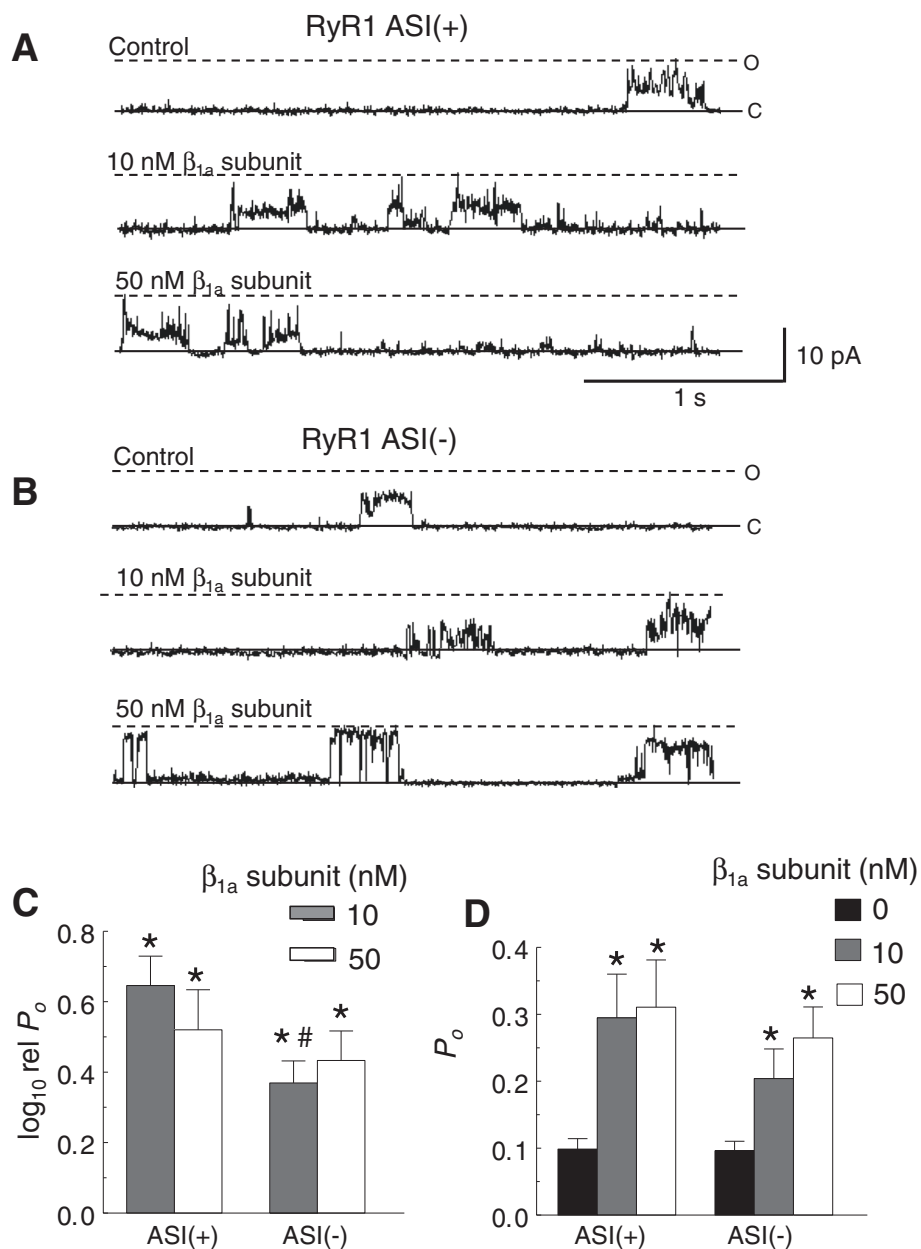 A
RyR1 ASI(+)
Control
O
C
10 nM β1a subunit
50 nM β1a subunit
10 pA
1 s
B
RyR1 ASI(-)
Control
O
C
10 nM β1a subunit
50 nM β1a subunit
C
β1a subunit (nM)
10
50
log10 rel Po
0.8
0.6
0.4
0.2
0.0
* * * # *
ASI(+) ASI(-)
D
β1a subunit (nM)
0
10
50
Po
0.4
0.3
0.2
0.1
0.0
* * * *
ASI(+) ASI(-)